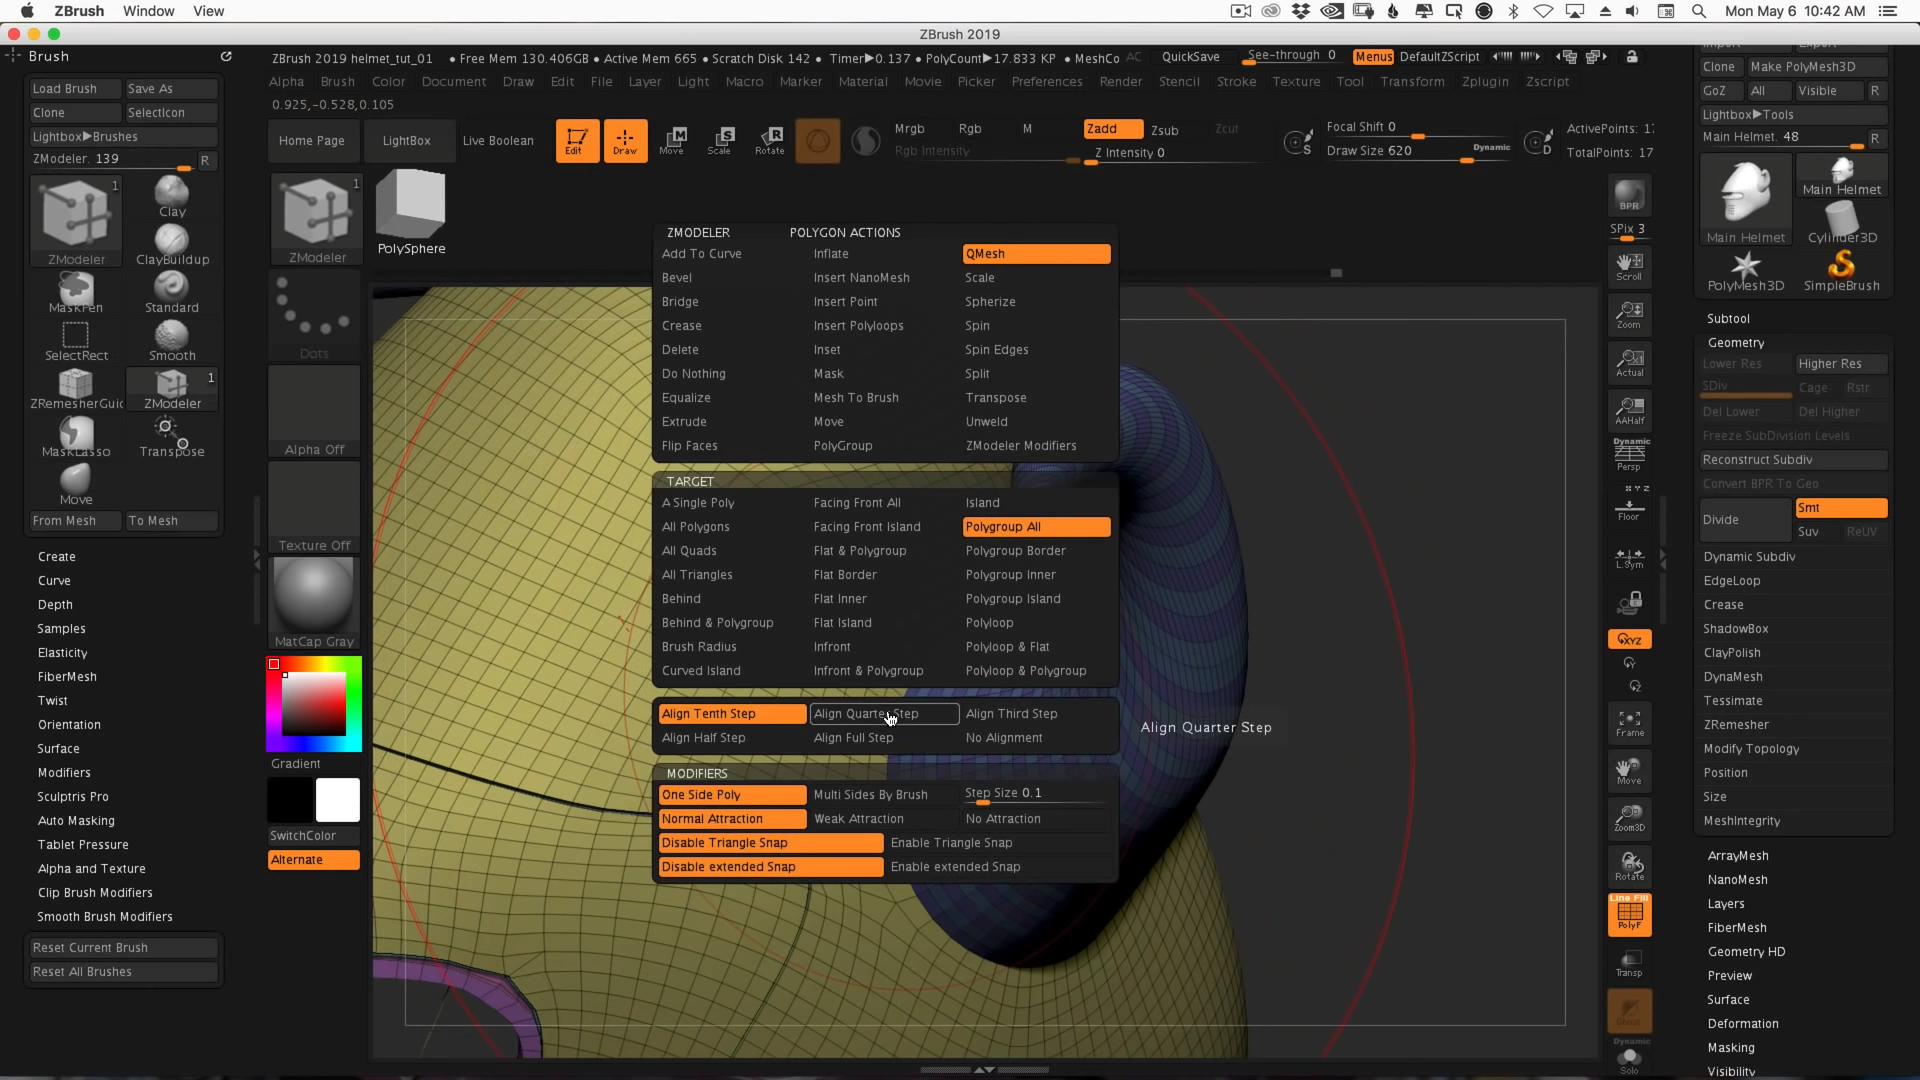 ZBrush Window View Mon May 6 10:42 AM
ZBrush 2019
Brush
Load Brush Save As
Clone SelectIcon
Lightbox▶Brushes
ZModeler. 139 R
ZModeler 1 Clay
ClayBuildup
MaskPen Standard
SelectRect Smooth
ZRemesherGuid ZModeler 1
MaskLasso Transpose
Move
From Mesh To Mesh
Create
Curve
Depth
Samples
Elasticity
FiberMesh
Twist
Orientation
Surface
Modifiers
Sculptris Pro
Auto Masking
Tablet Pressure
Alpha and Texture
Clip Brush Modifiers
Smooth Brush Modifiers
Reset Current Brush
Reset All Brushes
ZBrush 2019 helmet_tut_01 • Free Mem 130.406GB • Active Mem 665 • Scratch Disk 142 • Timer▶0.137 • PolyCount▶17.833 KP • MeshCo AC QuickSave See-through 0 Menus DefaultZScript
Alpha Brush Color Document Draw Edit File Layer Light Macro Marker Material Movie Picker Preferences Render Stencil Stroke Texture Tool Transform Zplugin Zscript
0.925,-0.528,0.105
Home Page LightBox Live Boolean Edit Draw Move Scale Rotate
Mrgb Rgb M Zadd Zsub Zcut
Rgb Intensity Z Intensity 0
S Focal Shift 0 D ActivePoints: 17
Draw Size 620 Dynamic TotalPoints: 17
ZModeler 1
PolySphere
Dots
Alpha Off
Texture Off
MatCap Gray
Gradient
SwitchColor
Alternate
ZMODELER POLYGON ACTIONS
Add To Curve Inflate QMesh
Bevel Insert NanoMesh Scale
Bridge Insert Point Spherize
Crease Insert Polyloops Spin
Delete Inset Spin Edges
Do Nothing Mask Split
Equalize Mesh To Brush Transpose
Extrude Move Unweld
Flip Faces PolyGroup ZModeler Modifiers
TARGET
A Single Poly Facing Front All Island
All Polygons Facing Front Island Polygroup All
All Quads Flat & Polygroup Polygroup Border
All Triangles Flat Border Polygroup Inner
Behind Flat Inner Polygroup Island
Behind & Polygroup Flat Island Polyloop
Brush Radius Infront Polyloop & Flat
Curved Island Infront & Polygroup Polyloop & Polygroup
Align Tenth Step Align Quarter Step Align Third Step
Align Half Step Align Full Step No Alignment
Align Quarter Step
MODIFIERS
One Side Poly Multi Sides By Brush Step Size 0.1
Normal Attraction Weak Attraction No Attraction
Disable Triangle Snap Enable Triangle Snap
Disable extended Snap Enable extended Snap
BPR
SPix 3
Scroll
Zoom
Actual
AAHalf
Dynamic
Persp
X Y Z
Floor
L.Sym
XYZ
Y
Z
Frame
Move
Zoom3D
Rotate
Line Fill
PolyF
Transp
Ghost
Dynamic
Solo
Clone Make PolyMesh3D
GoZ All Visible R
Lightbox▶Tools
Main Helmet. 48 R
Main Helmet Main Helmet
Cylinder3D
PolyMesh3D SimpleBrush
Subtool
Geometry
Lower Res Higher Res
SDiv Cage Rstr
Del Lower Del Higher
Freeze SubDivision Levels
Reconstruct Subdiv
Convert BPR To Geo
Divide Smt
Suv ReUV
Dynamic Subdiv
EdgeLoop
Crease
ShadowBox
ClayPolish
DynaMesh
Tessimate
ZRemesher
Modify Topology
Position
Size
MeshIntegrity
ArrayMesh
NanoMesh
Layers
FiberMesh
Geometry HD
Preview
Surface
Deformation
Masking
Visibility